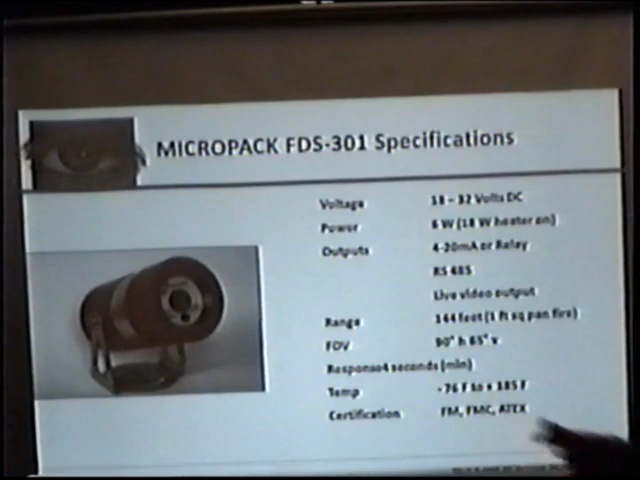 MICROPACK FDS-301 Specifications
Voltage 18 – 32 Volts DC
Power 6 W (18 W heater on)
Outputs 4-20mA or Relay
RS 485
Live video output
Range 144 feet (1 ft sq pan fire)
FOV 90° h 65° v
Response4 seconds (min)
Temp - 76 F to + 185 F
Certification FM, FMC, ATEX